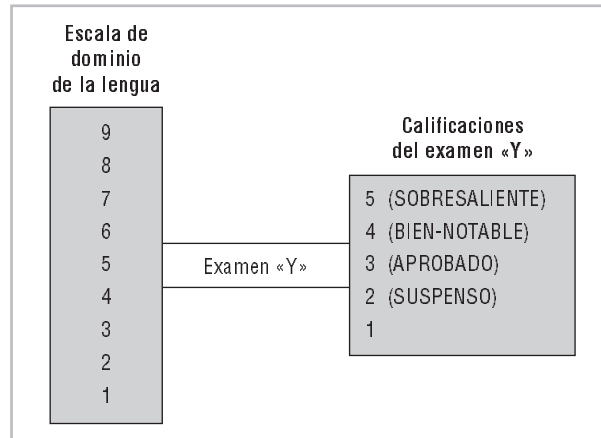 Escala de
dominio
de la lengua
9
8
7
6
5
4
3
2
1
Examen «Y»
Calificaciones
del examen «Y»
5 (SOBRESALIENTE)
4 (BIEN-NOTABLE)
3 (APROBADO)
2 (SUSPENSO)
1